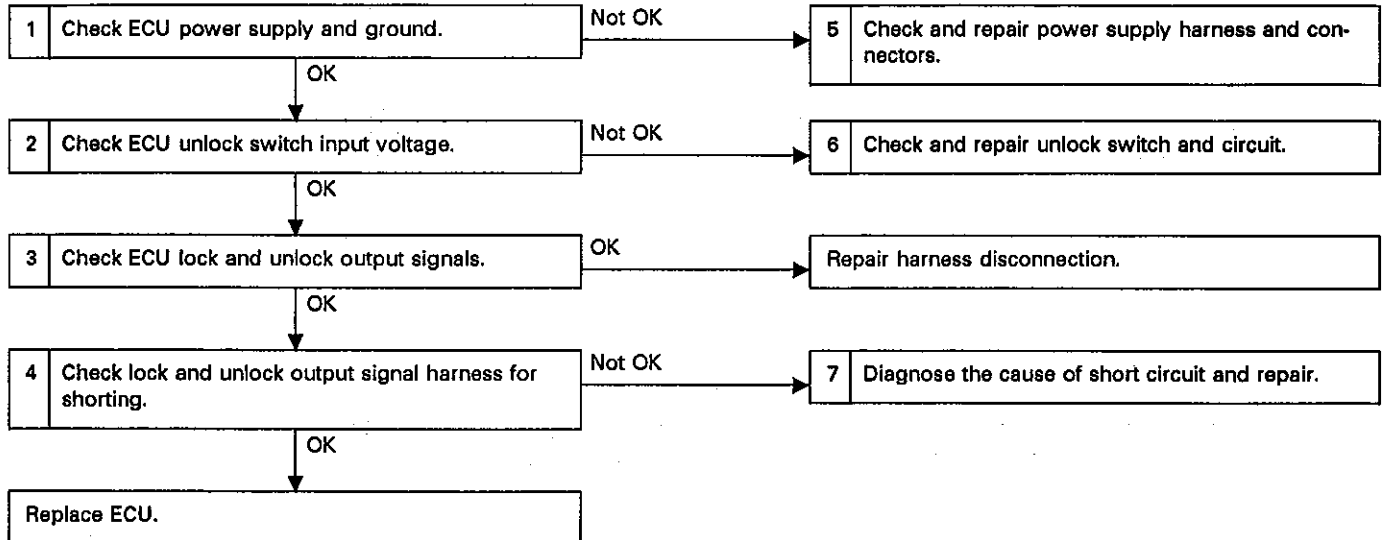 1 Check ECU power supply and ground.
Not OK
5 Check and repair power supply harness and con-
nectors.
OK
2 Check ECU unlock switch input voltage.
Not OK
6 Check and repair unlock switch and circuit.
OK
3 Check ECU lock and unlock output signals.
OK
Repair harness disconnection.
OK
4 Check lock and unlock output signal harness for
shorting.
Not OK
7 Diagnose the cause of short circuit and repair.
OK
Replace ECU.